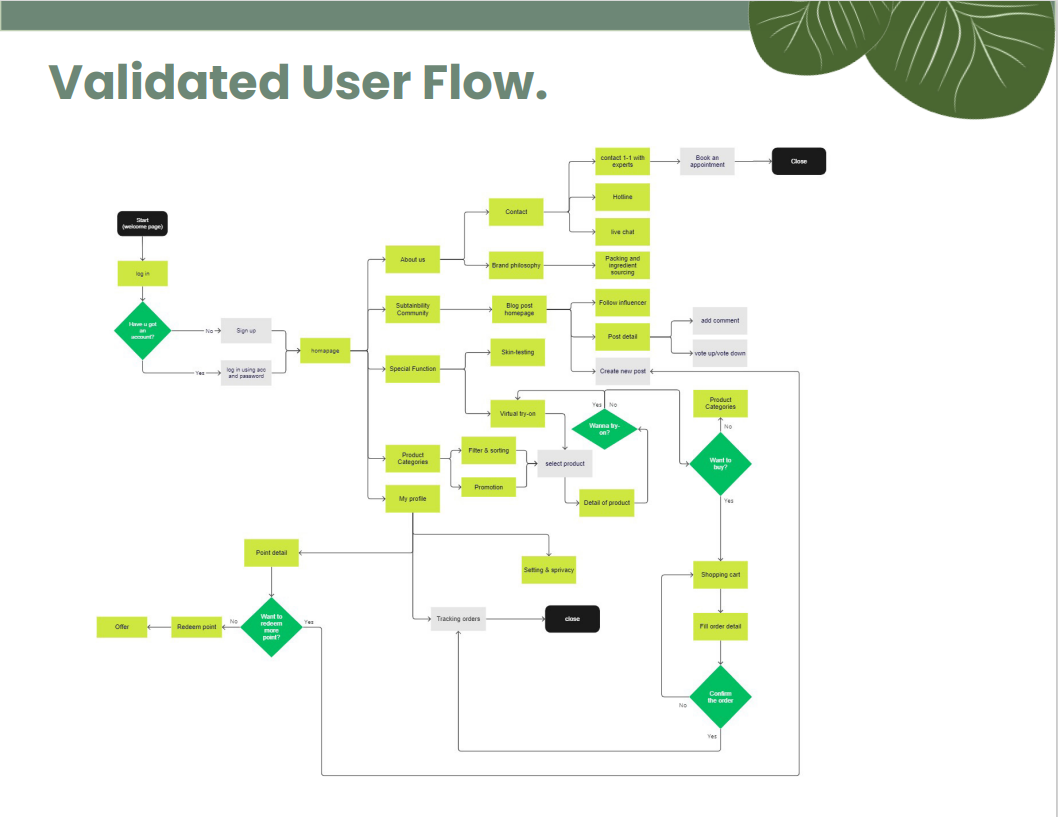 Validated User Flow.
contact 1-1 with
experts
Book an
appointment
Close
Hotline
Contact
live chat
Start
(welcome page)
About us
Brand philosophy
Packing and
ingredient
sourcing
log in
Subtainbility
Community
Blog post
homepage
Follow influencer
Have u got
an
account?
No
Sign up
Post detail
add comment
homepage
Skin-testing
vote up/vote down
Yes
log in using acc
and password
Special Function
Create new post
Virtual try-on
Yes
No
Product
Categories
Wanna try-
on?
No
Product
Categories
Filter & sorting
select product
Want to
buy?
Promotion
My profile
Detail of product
Yes
Point detail
Setting & sprivacy
Shopping cart
Offer
Redeem point
No
Want to
redeem
more
point?
Yes
Tracking orders
close
Fill order detail
Confirm
the order
No
Yes